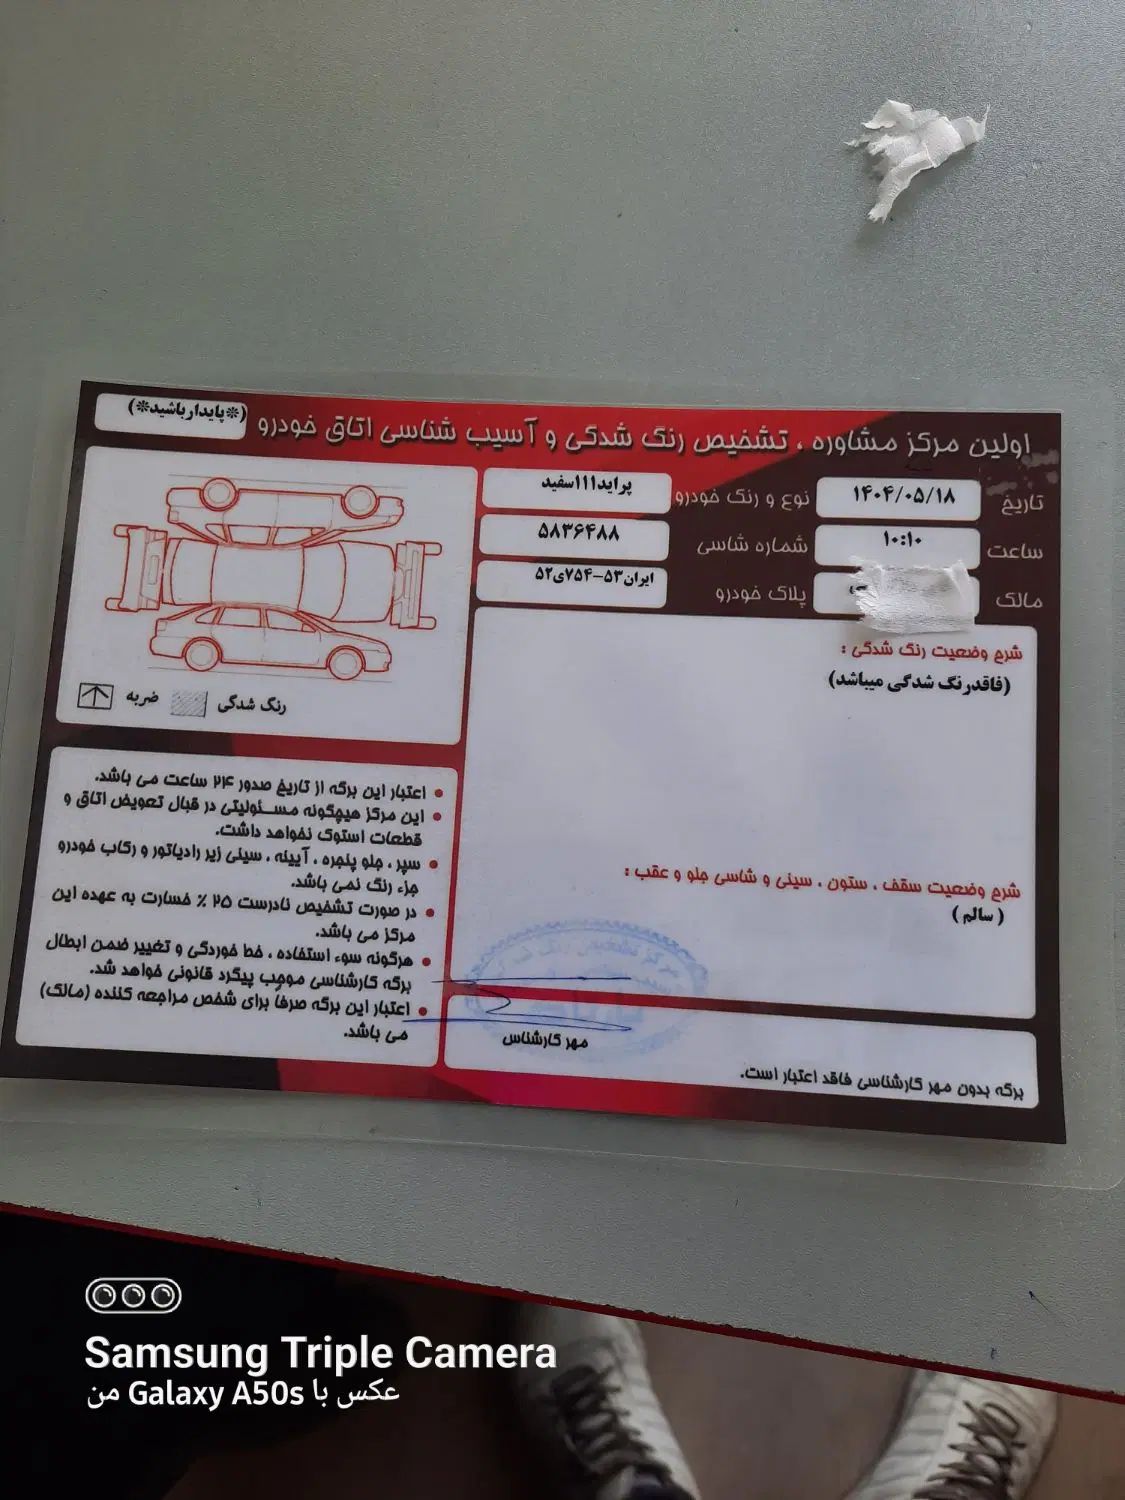 (*پایدارباشید*)
اولین مرکز مشاوره ، تشخیص رنگ شدگی و آسیب شناسی اتاق خودرو
تاریخ ۱۴۰۴/۰۵/۱۸
نوع و رنگ خودرو پراید۱۱۱سفید
ساعت ۱۰:۱۰
شماره شاسی ۵۸۳۶۴۸۸
مالک
پلاک خودرو ایران۵۳-۷۵۴ی۵۲
شرح وضعیت رنگ شدگی :
(فاقدرنگ شدگی میباشد)
شرح وضعیت سقف ، ستون ، سینی و شاسی جلو و عقب :
( سالم )
مهر کارشناس
برگه بدون مهر کارشناسی فاقد اعتبار است.
رنگ شدگی
ضربه
• اعتبار این برگه از تاریخ صدور ۲۴ ساعت می باشد.
• این مرکز هیچگونه مسئولیتی در قبال تعویض اتاق و
قطعات استوک نخواهد داشت.
• سپر ، جلو پنجره ، آیینه ، سینی زیر رادیاتور و رکاب خودرو
جزء رنگ نمی باشد.
• در صورت تشخیص نادرست ۲۵ % خسارت به عهده این
مرکز می باشد.
• هرگونه سوء استفاده ، خط خوردگی و تغییر ضمن ابطال
برگه کارشناسی موجب پیگرد قانونی خواهد شد.
• اعتبار این برگه صرفاً برای شخص مراجعه کننده (مالک)
می باشد.
Samsung Triple Camera
عکس با Galaxy A50s من